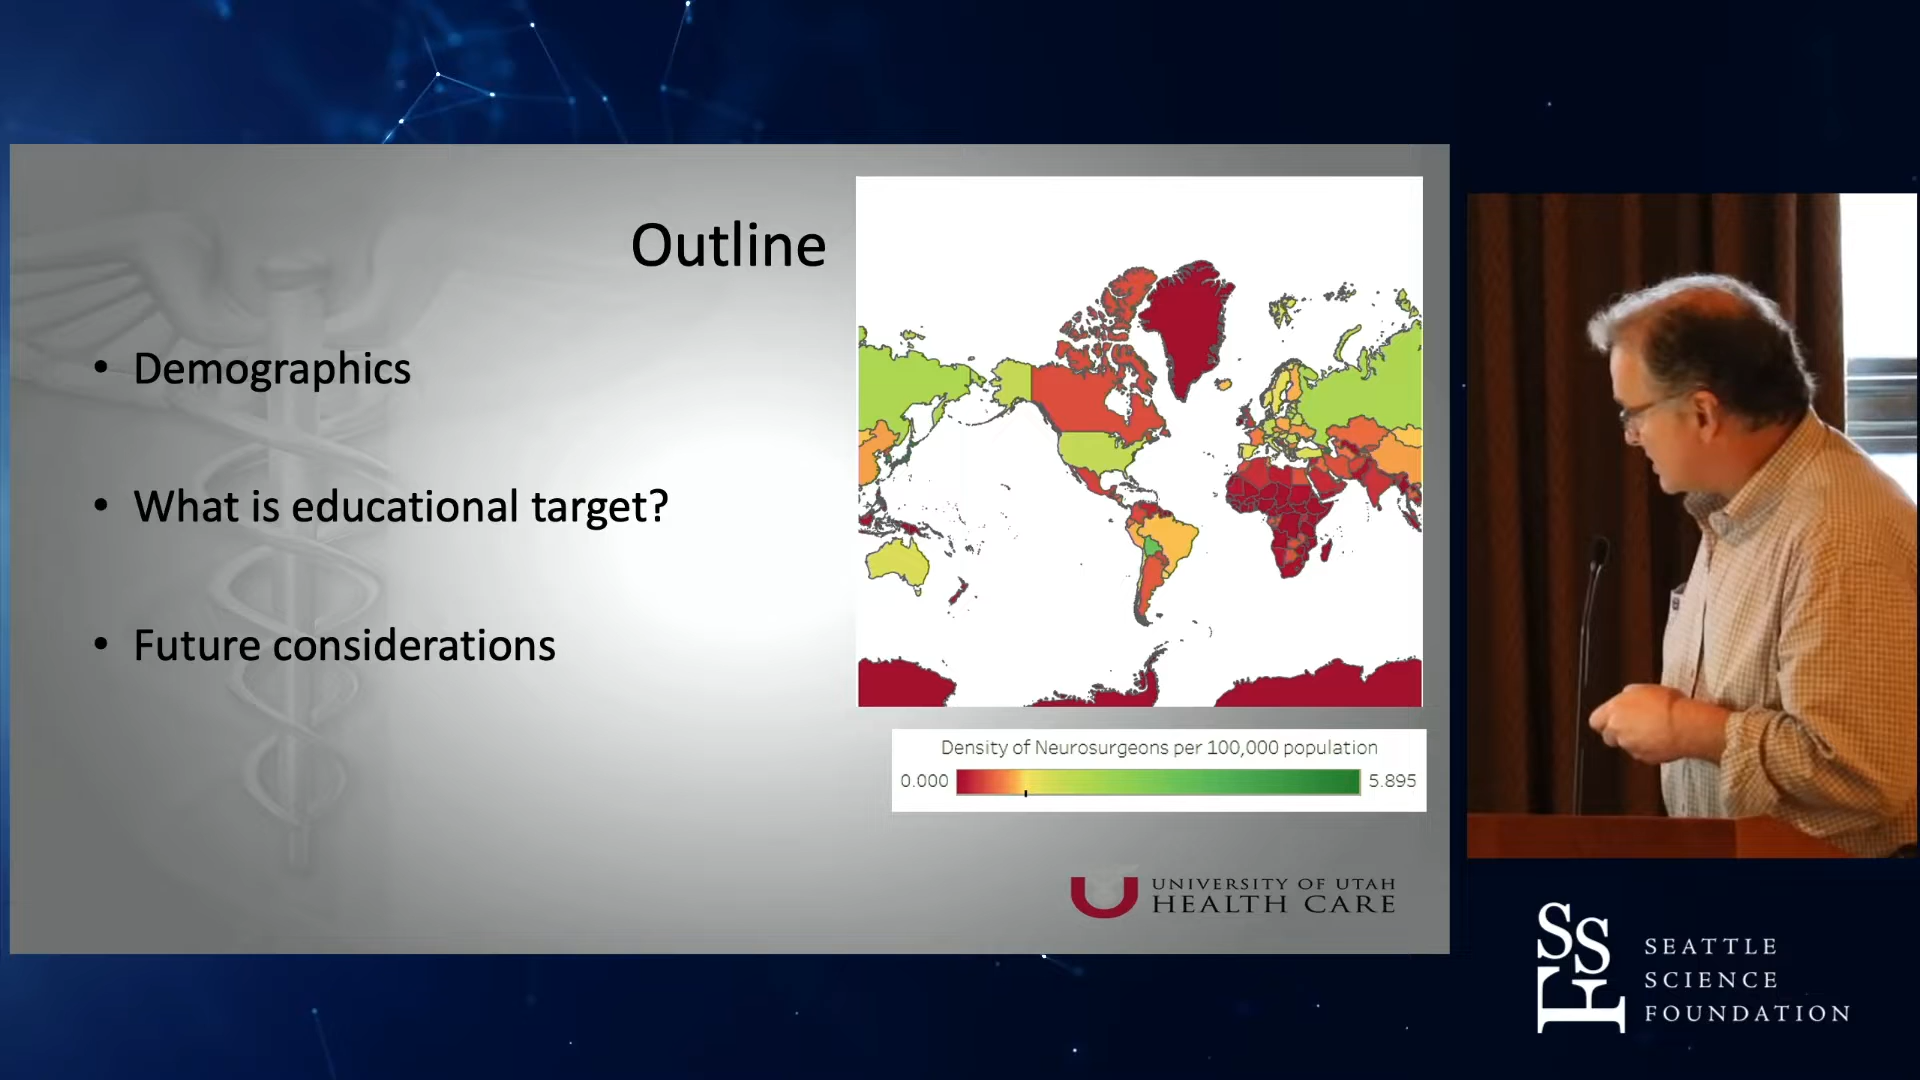 Outline
• Demographics
• What is educational target?
• Future considerations
Density of Neurosurgeons per 100,000 population
0.000 5.895
UNIVERSITY OF UTAH
HEALTH CARE
SSF
SEATTLE
SCIENCE
FOUNDATION